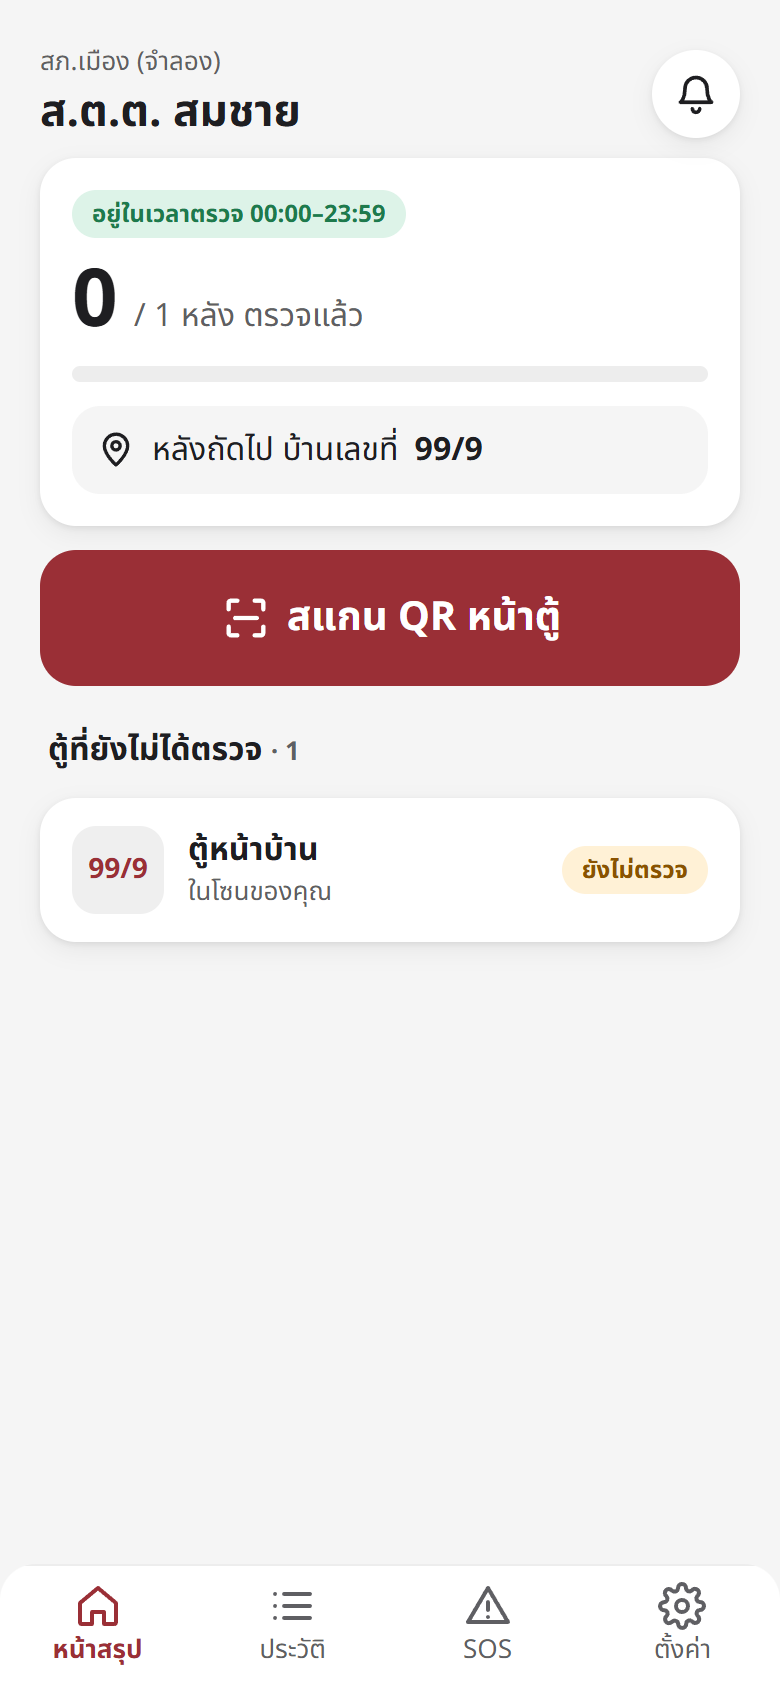 สภ.เมือง (จำลอง)
ส.ต.ต. สมชาย
อยู่ในเวลาตรวจ 00:00–23:59
0 / 1 หลัง ตรวจแล้ว
หลังถัดไป บ้านเลขที่ 99/9
สแกน QR หน้าตู้
ตู้ที่ยังไม่ได้ตรวจ · 1
99/9
ตู้หน้าบ้าน
ในโซนของคุณ
ยังไม่ตรวจ
หน้าสรุป
ประวัติ
SOS
ตั้งค่า